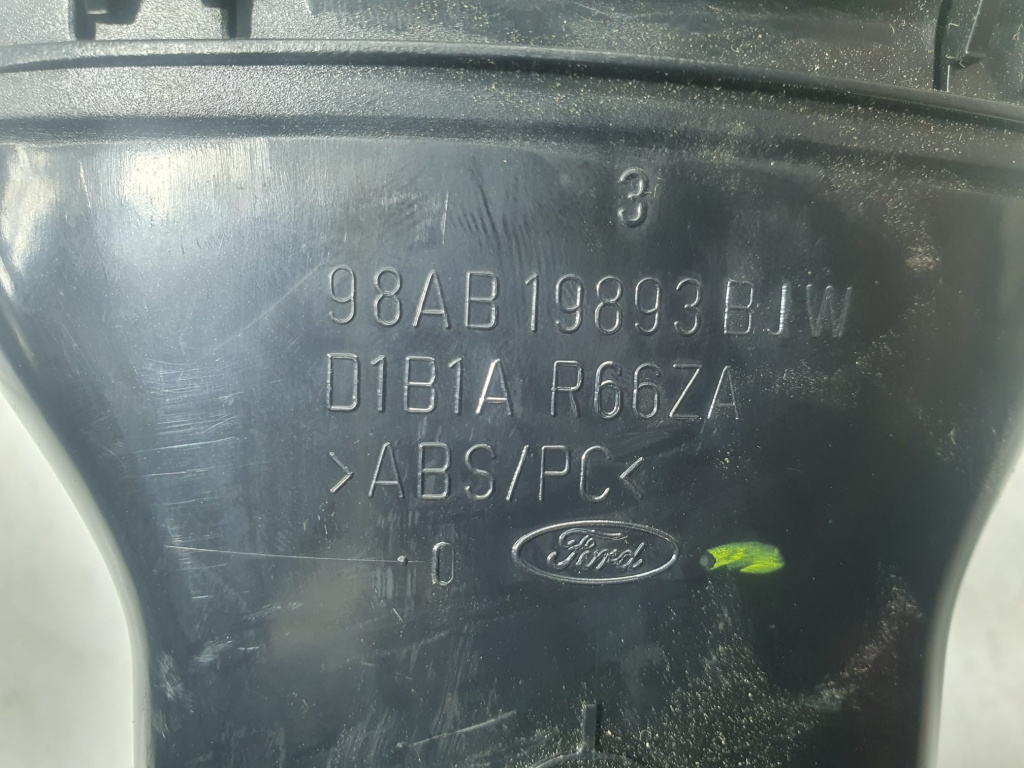 3
98AB 19893 BJW
D1B1A R66ZA
>ABS/PC<
.0 Ford